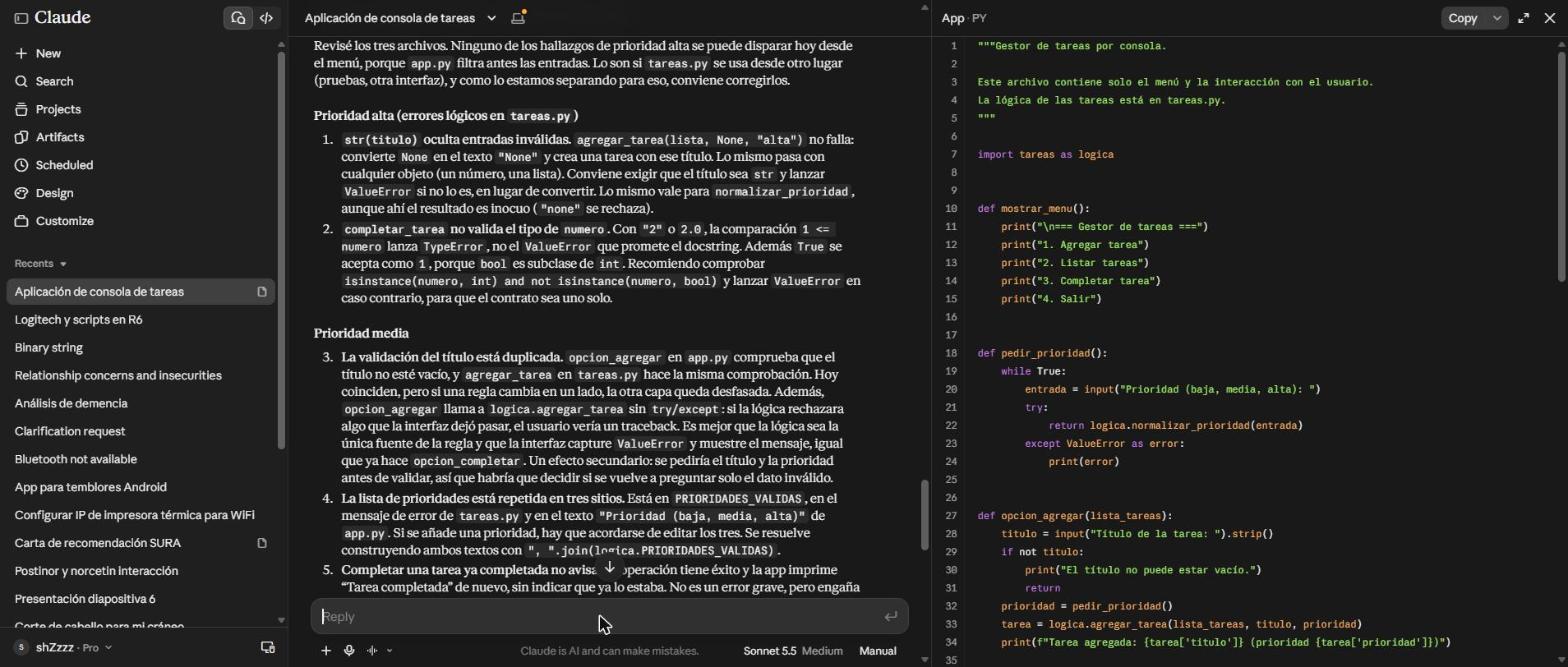 Claude
New
Search
Projects
Artifacts
Scheduled
Design
Customize
Recents
Aplicación de consola de tareas
Logitech y scripts en R6
Binary string
Relationship concerns and insecurities
Análisis de demencia
Clarification request
Bluetooth not available
App para temblores Android
Configurar IP de impresora térmica para WiFi
Carta de recomendación SURA
Postinor y norcetin interacción
Presentación diapositiva 6
Corte de cabello para mi cráneo
S shZzzz · Pro
Aplicación de consola de tareas
Revisé los tres archivos. Ninguno de los hallazgos de prioridad alta se puede disparar hoy desde
el menú, porque app.py filtra antes las entradas. Lo son si tareas.py se usa desde otro lugar
(pruebas, otra interfaz), y como lo estamos separando para eso, conviene corregirlos.
Prioridad alta (errores lógicos en tareas.py)
1. str(titulo) oculta entradas inválidas. agregar_tarea(lista, None, "alta") no falla:
convierte None en el texto "None" y crea una tarea con ese título. Lo mismo pasa con
cualquier objeto (un número, una lista). Conviene exigir que el título sea str y lanzar
ValueError si no lo es, en lugar de convertir. Lo mismo vale para normalizar_prioridad,
aunque ahí el resultado es inocuo ("none" se rechaza).
2. completar_tarea no valida el tipo de numero. Con "2" o 2.0, la comparación 1 <=
numero lanza TypeError, no el ValueError que promete el docstring. Además True se
acepta como 1, porque bool es subclase de int. Recomiendo comprobar
isinstance(numero, int) and not isinstance(numero, bool) y lanzar ValueError en
caso contrario, para que el contrato sea uno solo.
Prioridad media
3. La validación del título está duplicada. opcion_agregar en app.py comprueba que el
título no esté vacío, y agregar_tarea en tareas.py hace la misma comprobación. Hoy
coinciden, pero si una regla cambia en un lado, la otra capa queda desfasada. Además,
opcion_agregar llama a logica.agregar_tarea sin try/except: si la lógica rechazara
algo que la interfaz dejó pasar, el usuario vería un traceback. Es mejor que la lógica sea la
única fuente de la regla y que la interfaz capture ValueError y muestre el mensaje, igual
que ya hace opcion_completar. Un efecto secundario: se pediría el título y la prioridad
antes de validar, así que habría que decidir si se vuelve a preguntar solo el dato inválido.
4. La lista de prioridades está repetida en tres sitios. Está en PRIORIDADES_VALIDAS, en el
mensaje de error de tareas.py y en el texto "Prioridad (baja, media, alta)" de
app.py. Si se añade una prioridad, hay que acordarse de editar los tres. Se resuelve
construyendo ambos textos con ", ".join(logica.PRIORIDADES_VALIDAS).
5. Completar una tarea ya completada no avisa operación tiene éxito y la app imprime
“Tarea completada” de nuevo, sin indicar que ya lo estaba. No es un error grave, pero engaña
Reply
Claude is AI and can make mistakes.
Sonnet 5.5 Medium
Manual
App · PY
Copy
1 """Gestor de tareas por consola.
2
3 Este archivo contiene solo el menú y la interacción con el usuario.
4 La lógica de las tareas está en tareas.py.
5 """
6
7 import tareas as logica
8
9
10 def mostrar_menu():
11 print("\n=== Gestor de tareas ===")
12 print("1. Agregar tarea")
13 print("2. Listar tareas")
14 print("3. Completar tarea")
15 print("4. Salir")
16
17
18 def pedir_prioridad():
19 while True:
20 entrada = input("Prioridad (baja, media, alta): ")
21 try:
22 return logica.normalizar_prioridad(entrada)
23 except ValueError as error:
24 print(error)
25
26
27 def opcion_agregar(lista_tareas):
28 titulo = input("Título de la tarea: ").strip()
29 if not titulo:
30 print("El título no puede estar vacío.")
31 return
32 prioridad = pedir_prioridad()
33 tarea = logica.agregar_tarea(lista_tareas, titulo, prioridad)
34 print(f"Tarea agregada: {tarea['titulo']} (prioridad {tarea['prioridad']})")
35